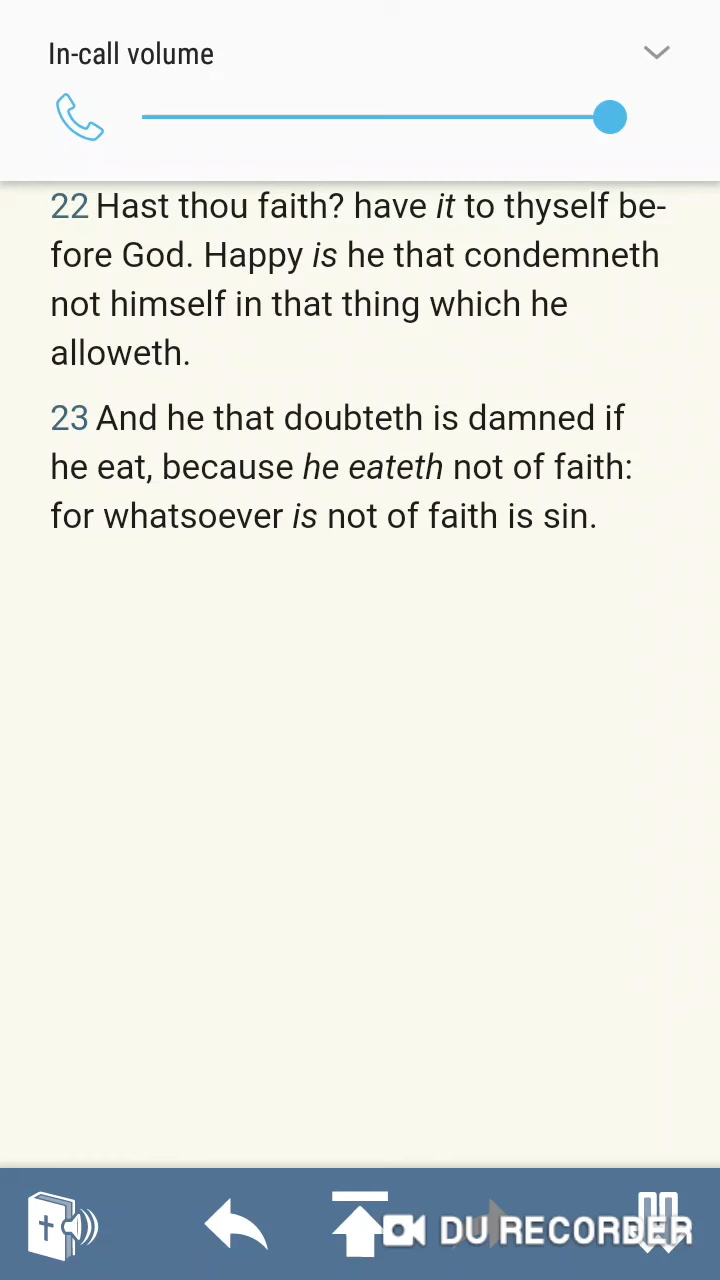 In-call volume
22 Hast thou faith? have it to thyself be-
fore God. Happy is he that condemneth
not himself in that thing which he
alloweth.
23 And he that doubteth is damned if
he eat, because he eateth not of faith:
for whatsoever is not of faith is sin.
DU RECORDER